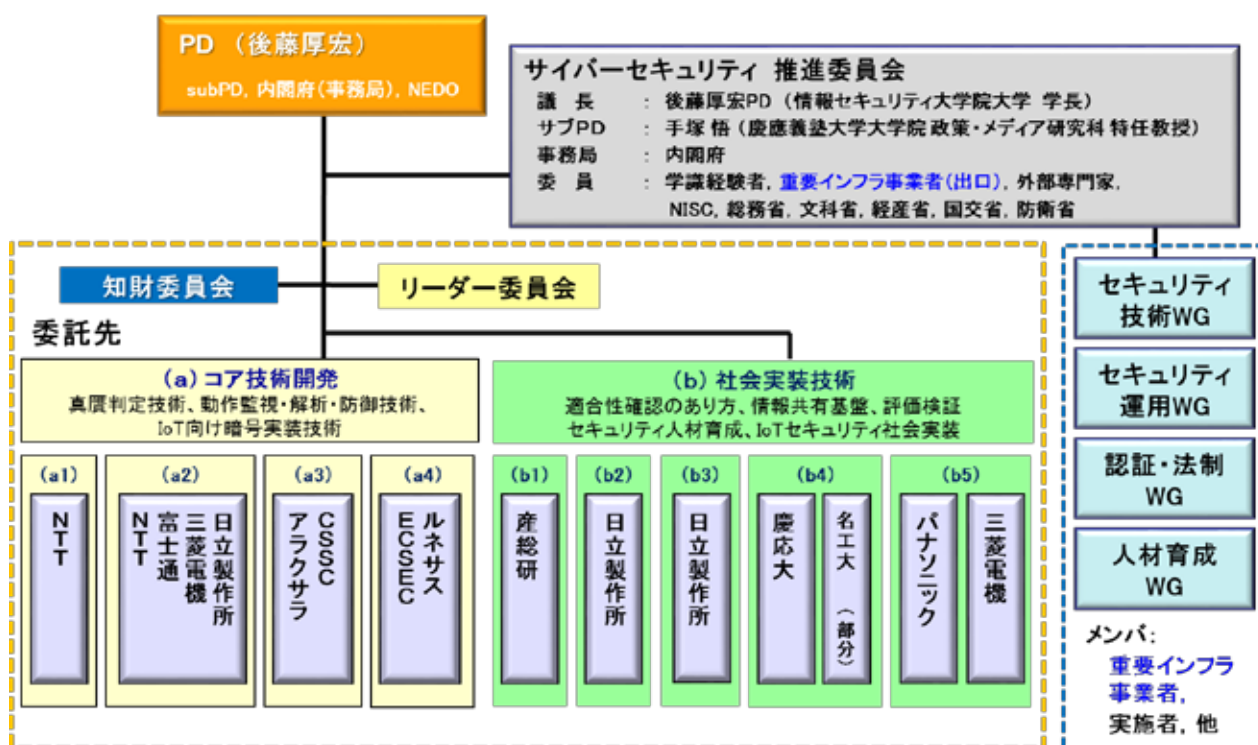 PD （後藤厚宏）
subPD, 内閣府（事務局）, NEDO
サイバーセキュリティ 推進委員会
議 長 ： 後藤厚宏PD （情報セキュリティ大学院大学 学長）
サブPD ： 手塚 悟 （慶應義塾大学大学院 政策・メディア研究科 特任教授）
事務局 ： 内閣府
委 員 ： 学識経験者, 重要インフラ事業者（出口）, 外部専門家,
NISC, 総務省, 文科省, 経産省, 国交省, 防衛省
知財委員会
リーダー委員会
委託先
(a) コア技術開発
真贋判定技術、動作監視・解析・防御技術、
IoT向け暗号実装技術
(a1)
NTT
(a2)
日立製作所
三菱電機
富士通
NTT
(a3)
CSSC
アラクサラ
(a4)
ルネサス
ECSEC
(b) 社会実装技術
適合性確認のあり方、情報共有基盤、評価検証
セキュリティ人材育成、IoTセキュリティ社会実装
(b1)
産総研
(b2)
日立製作所
(b3)
日立製作所
(b4)
慶応大
名工大 （部分）
(b5)
パナソニック
三菱電機
セキュリティ
技術WG
セキュリティ
運用WG
認証・法制
WG
人材育成
WG
メンバ：
重要インフラ
事業者,
実施者, 他